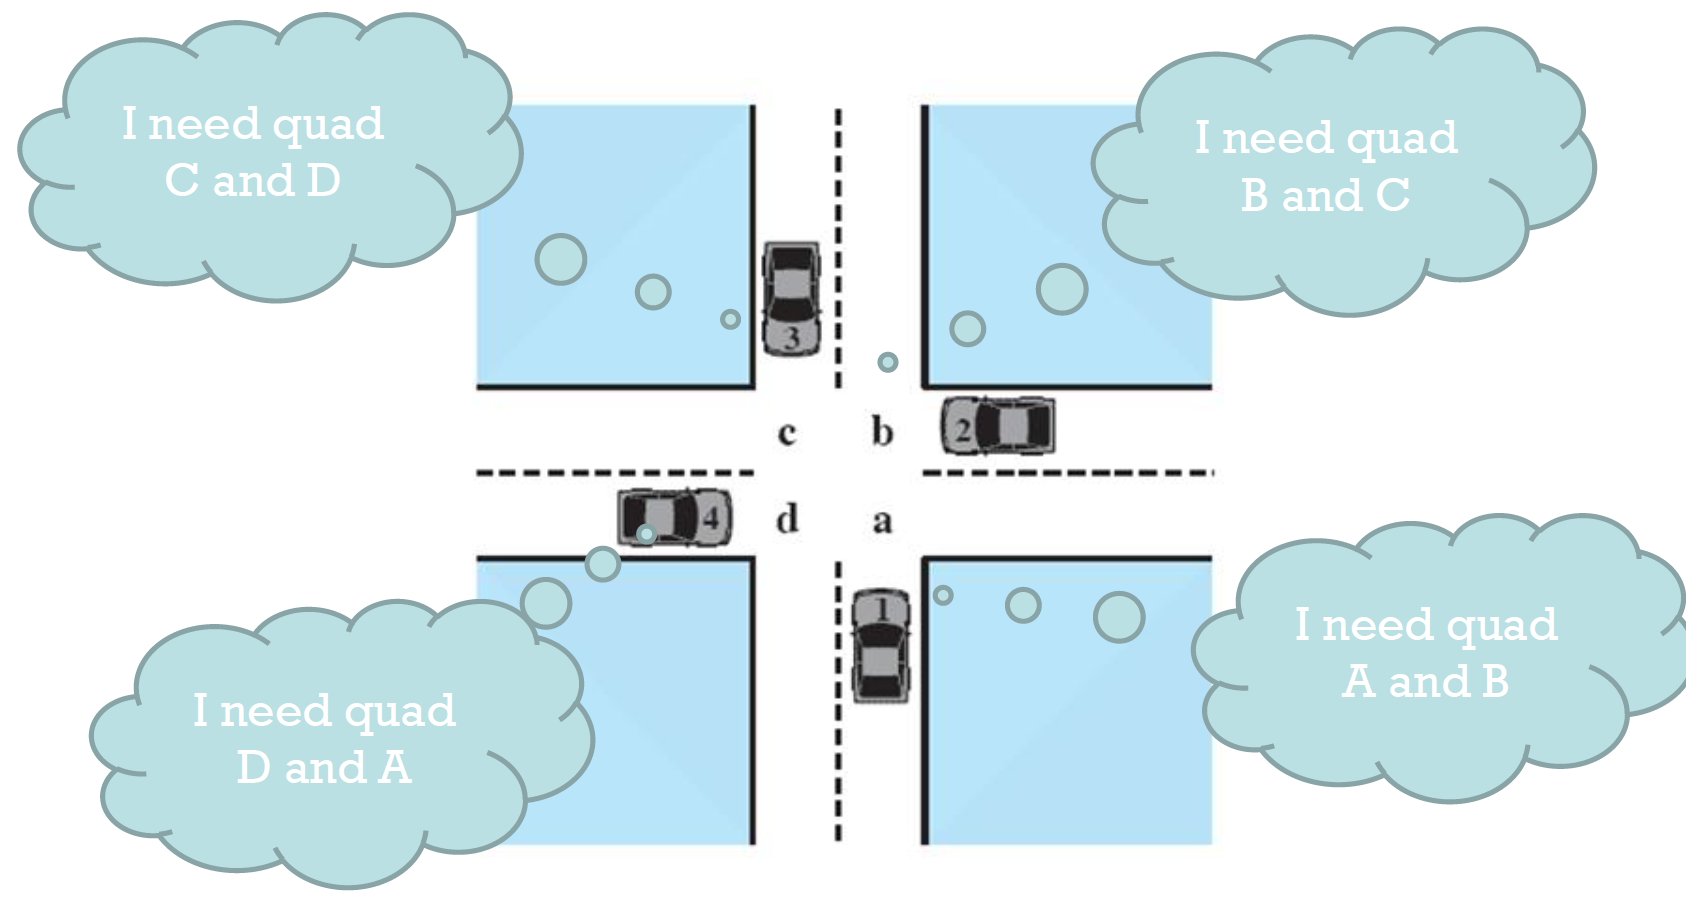 I need quad
C and D
I need quad
B and C
3
c
b
2
4
d
a
1
I need quad
A and B
I need quad
D and A